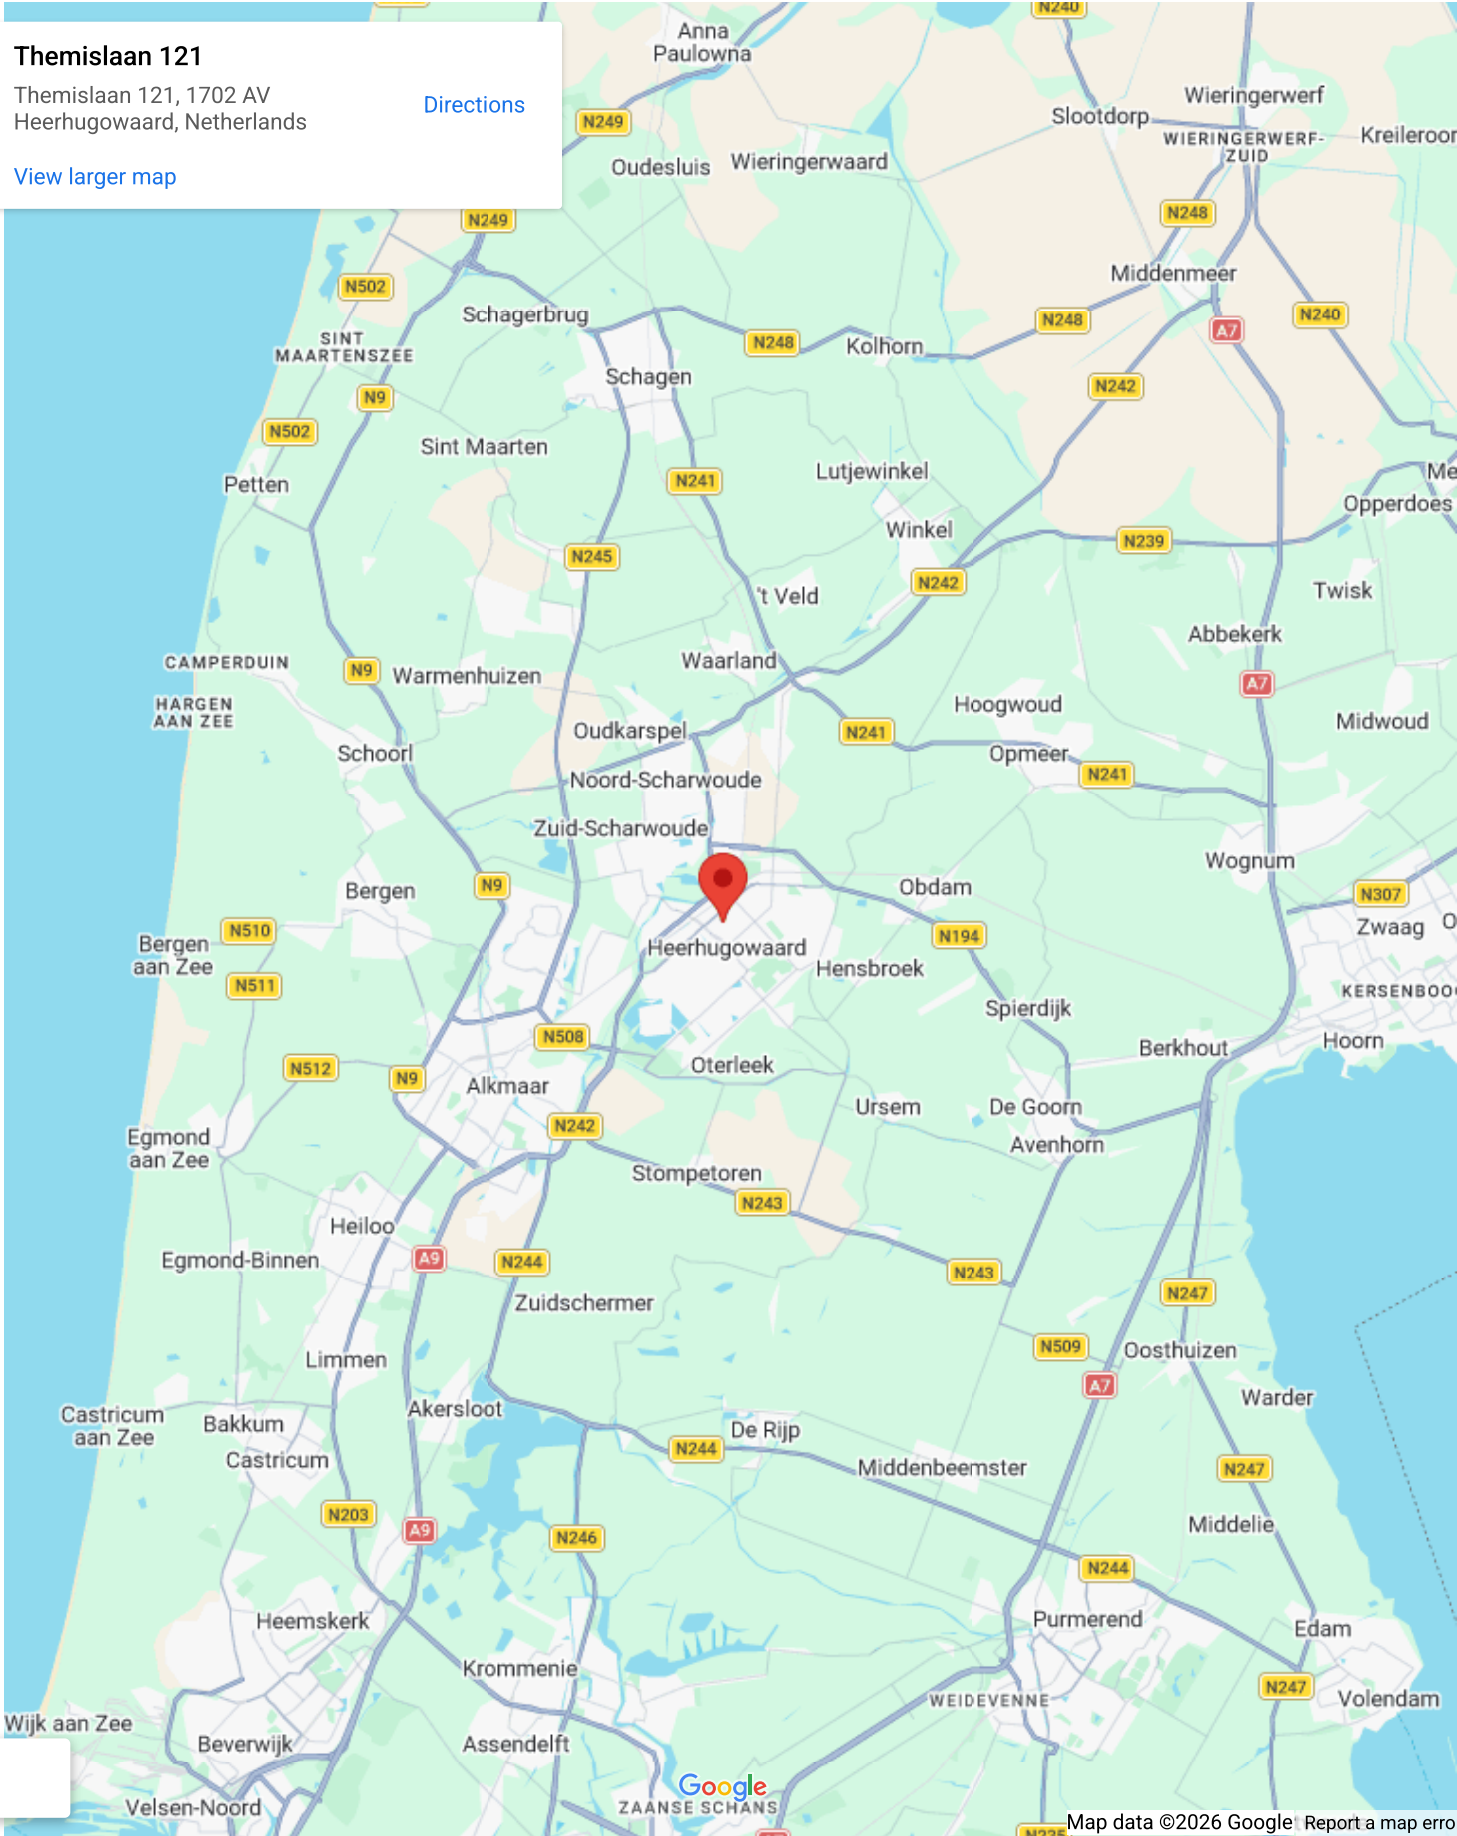 Themislaan 121
Themislaan 121, 1702 AV
Heerhugowaard, Netherlands
Directions
View larger map
N240
Anna
Paulowna
Wieringerwerf
Slootdorp
N249
WIERINGERWERF-
ZUID
Kreileroor
Oudesluis
Wieringerwaard
N248
N249
Middenmeer
N502
Schagerbrug
N248
N240
A7
SINT
MAARTENSZEE
N248
Kolhorn
Schagen
N242
N9
N502
Sint Maarten
Lutjewinkel
Me
Petten
N241
Opperdoes
Winkel
N239
N245
N242
't Veld
Twisk
Abbekerk
CAMPERDUIN
Waarland
N9
Warmenhuizen
A7
HARGEN
AAN ZEE
Hoogwoud
Midwoud
Oudkarspel
N241
Schoorl
Opmeer
N241
Noord-Scharwoude
Zuid-Scharwoude
Wognum
Bergen
N9
Obdam
N307
Zwaag
O
N510
N194
Bergen
aan Zee
Heerhugowaard
Hensbroek
N511
KERSENBOO
Spierdijk
N508
Hoorn
Berkhout
N512
N9
Alkmaar
Oterleek
Ursem
De Goorn
N242
Egmond
aan Zee
Avenhorn
Stompetoren
N243
Heiloo
Egmond-Binnen
A9
N244
N243
N247
Zuidschermer
N509
Oosthuizen
Limmen
A7
Warder
Akersloot
Castricum
aan Zee
Bakkum
De Rijp
N244
Castricum
Middenbeemster
N247
N203
A9
N246
Middelie
N244
Heemskerk
Purmerend
Edam
Krommenie
N247
WEIDEVENNE
Volendam
Wijk aan Zee
Beverwijk
Assendelft
Google
Velsen-Noord
ZAANSE SCHANS
N235
Map data ©2026 Google
Report a map erro